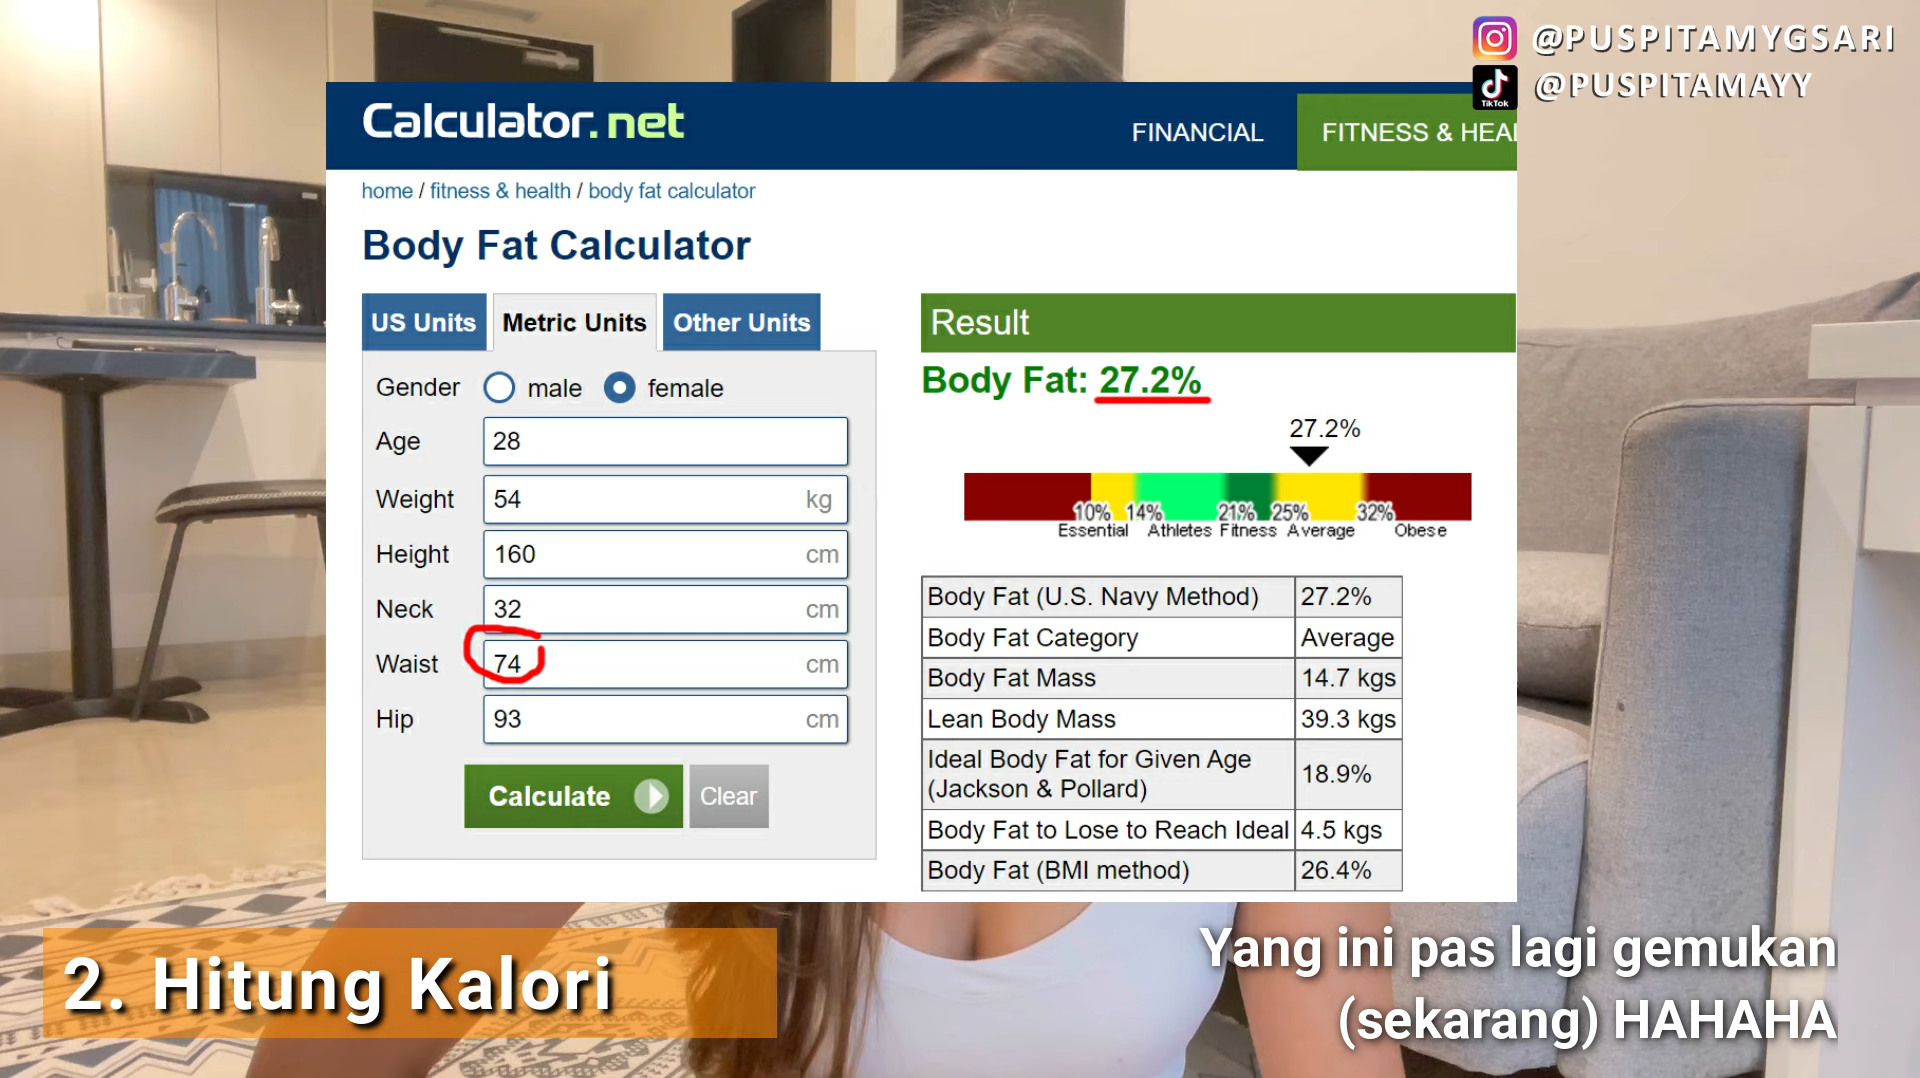 @PUSPITAMYGSARI
TikTok
@PUSPITAMAYY
Calculator.net
FINANCIAL
FITNESS & HEAL
home / fitness & health / body fat calculator
Body Fat Calculator
US Units
Metric Units
Other Units
Gender
male
female
Age
28
Weight
54
kg
Height
160
cm
Neck
32
cm
Waist
74
cm
Hip
93
cm
Calculate
Clear
Result
Body Fat: 27.2%
27.2%
10% 14% 21% 25% 32%
Essential Athletes Fitness Average Obese
Body Fat (U.S. Navy Method) 27.2%
Body Fat Category Average
Body Fat Mass 14.7 kgs
Lean Body Mass 39.3 kgs
Ideal Body Fat for Given Age
(Jackson & Pollard) 18.9%
Body Fat to Lose to Reach Ideal 4.5 kgs
Body Fat (BMI method) 26.4%
2. Hitung Kalori
Yang ini pas lagi gemukan
(sekarang) HAHAHA